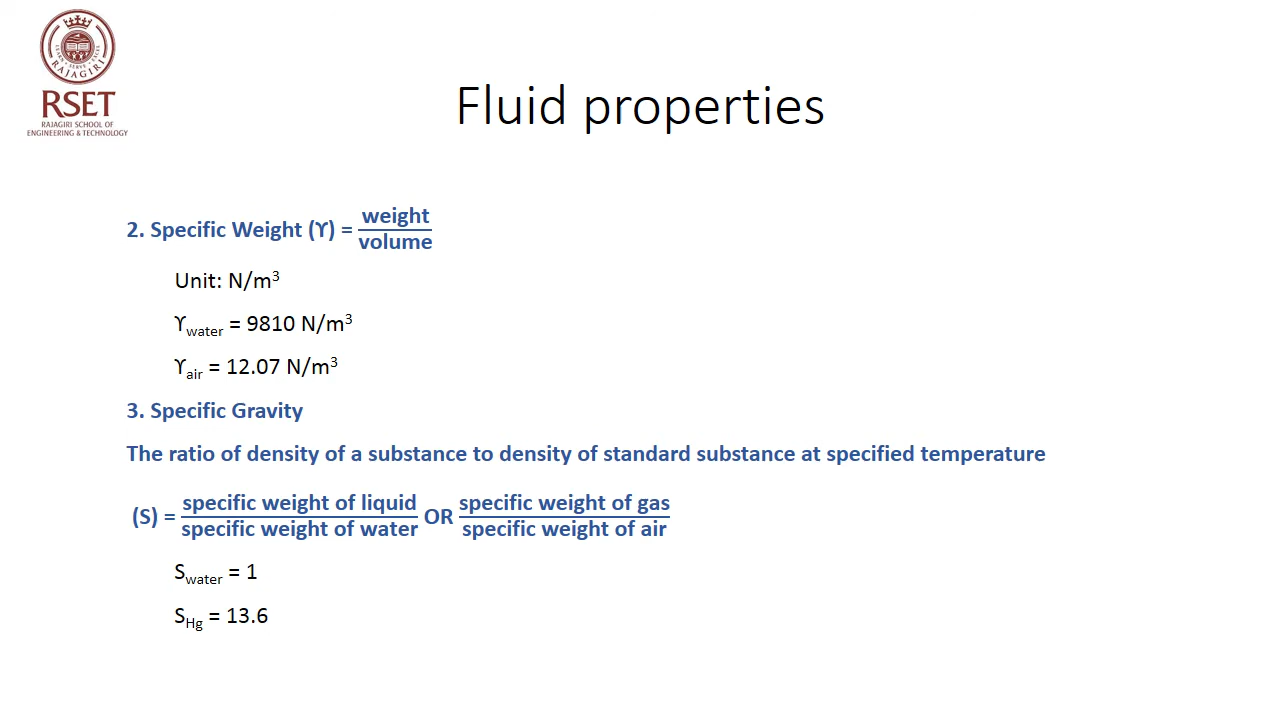 RAJAGIRI
RSET
RAJAGIRI SCHOOL OF
ENGINEERING & TECHNOLOGY
Fluid properties
2. Specific Weight (ϒ) = weight / volume
Unit: N/m³
ϒwater = 9810 N/m³
ϒair = 12.07 N/m³
3. Specific Gravity
The ratio of density of a substance to density of standard substance at specified temperature
(S) = specific weight of liquid / specific weight of water OR specific weight of gas / specific weight of air
Swater = 1
SHg = 13.6